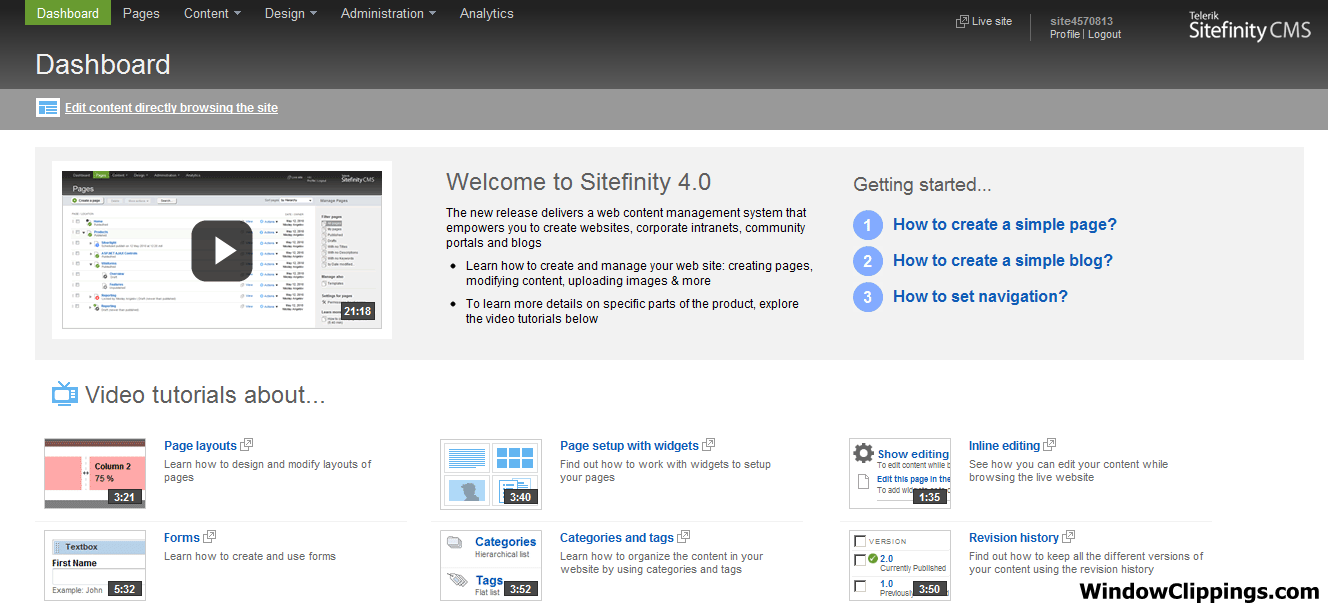 Dashboard Pages Content Design Administration Analytics
Live site
site4570813
Profile | Logout
Telerik
Sitefinity CMS
Dashboard
Edit content directly browsing the site
Pages
Sitefinity CMS
Create a page
21:18
Welcome to Sitefinity 4.0
The new release delivers a web content management system that
empowers you to create websites, corporate intranets, community
portals and blogs
• Learn how to create and manage your web site: creating pages,
modifying content, uploading images & more
• To learn more details on specific parts of the product, explore
the video tutorials below
Getting started...
1 How to create a simple page?
2 How to create a simple blog?
3 How to set navigation?
Video tutorials about...
Column 2
75 %
3:21
Page layouts
Learn how to design and modify layouts of
pages
3:40
Page setup with widgets
Find out how to work with widgets to setup
your pages
Show editing
To edit content while b
Edit this page in the
To add
1:35
Inline editing
See how you can edit your content while
browsing the live website
Textbox
First Name
Example: John
5:32
Forms
Learn how to create and use forms
Categories
Hierarchical list
Tags
Flat list
3:52
Categories and tags
Learn how to organize the content in your
website by using categories and tags
VERSION
2.0
Currently Published
1.0
Previously
3:50
Revision history
Find out how to keep all the different versions of
your content using the revision history
WindowClippings.com